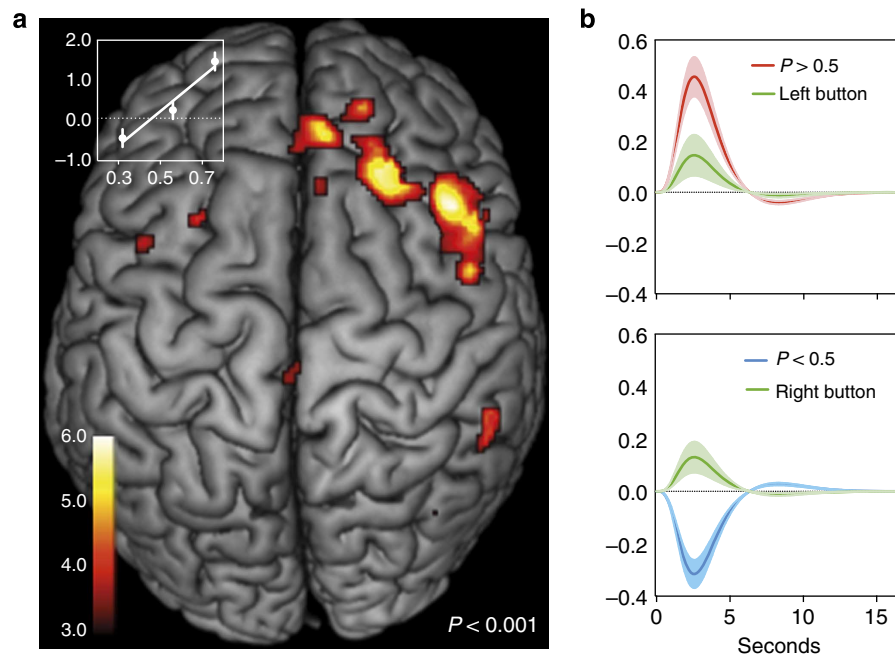 a
2.0
1.0
0.0
−1.0
0.3 0.5 0.7
6.0
5.0
4.0
3.0
P < 0.001
b
0.6
0.4
0.2
0.0
−0.2
−0.4
P > 0.5
Left button
0.6
0.4
0.2
0.0
−0.2
−0.4
P < 0.5
Right button
0 5 10 15
Seconds